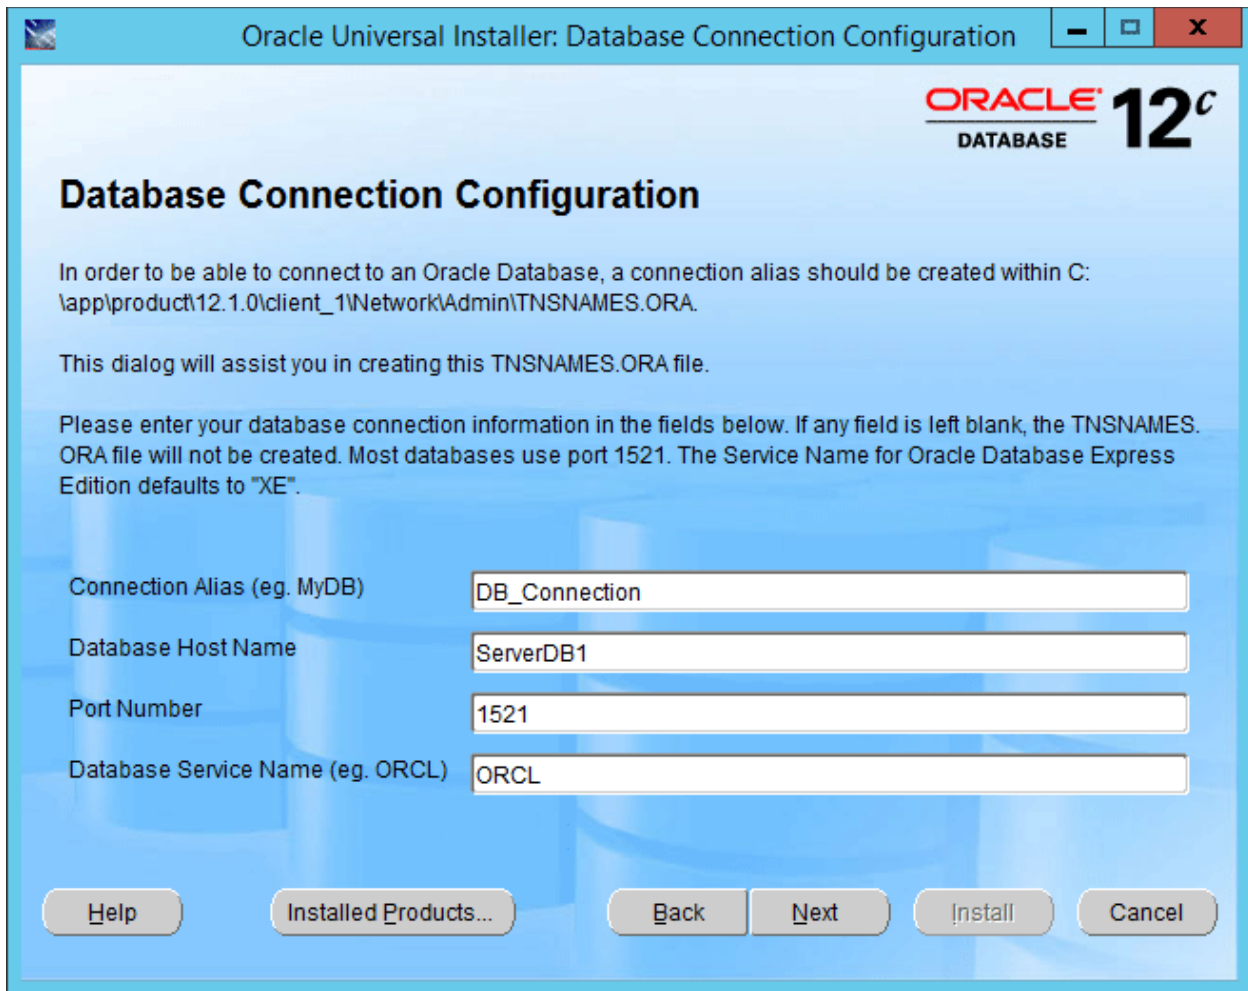 Oracle Universal Installer: Database Connection Configuration
ORACLE 12c
DATABASE
Database Connection Configuration
In order to be able to connect to an Oracle Database, a connection alias should be created within C:
\app\product\12.1.0\client_1\Network\Admin\TNSNAMES.ORA.
This dialog will assist you in creating this TNSNAMES.ORA file.
Please enter your database connection information in the fields below. If any field is left blank, the TNSNAMES.
ORA file will not be created. Most databases use port 1521. The Service Name for Oracle Database Express
Edition defaults to "XE".
Connection Alias (eg. MyDB) DB_Connection
Database Host Name ServerDB1
Port Number 1521
Database Service Name (eg. ORCL) ORCL
Help Installed Products... Back Next Install Cancel